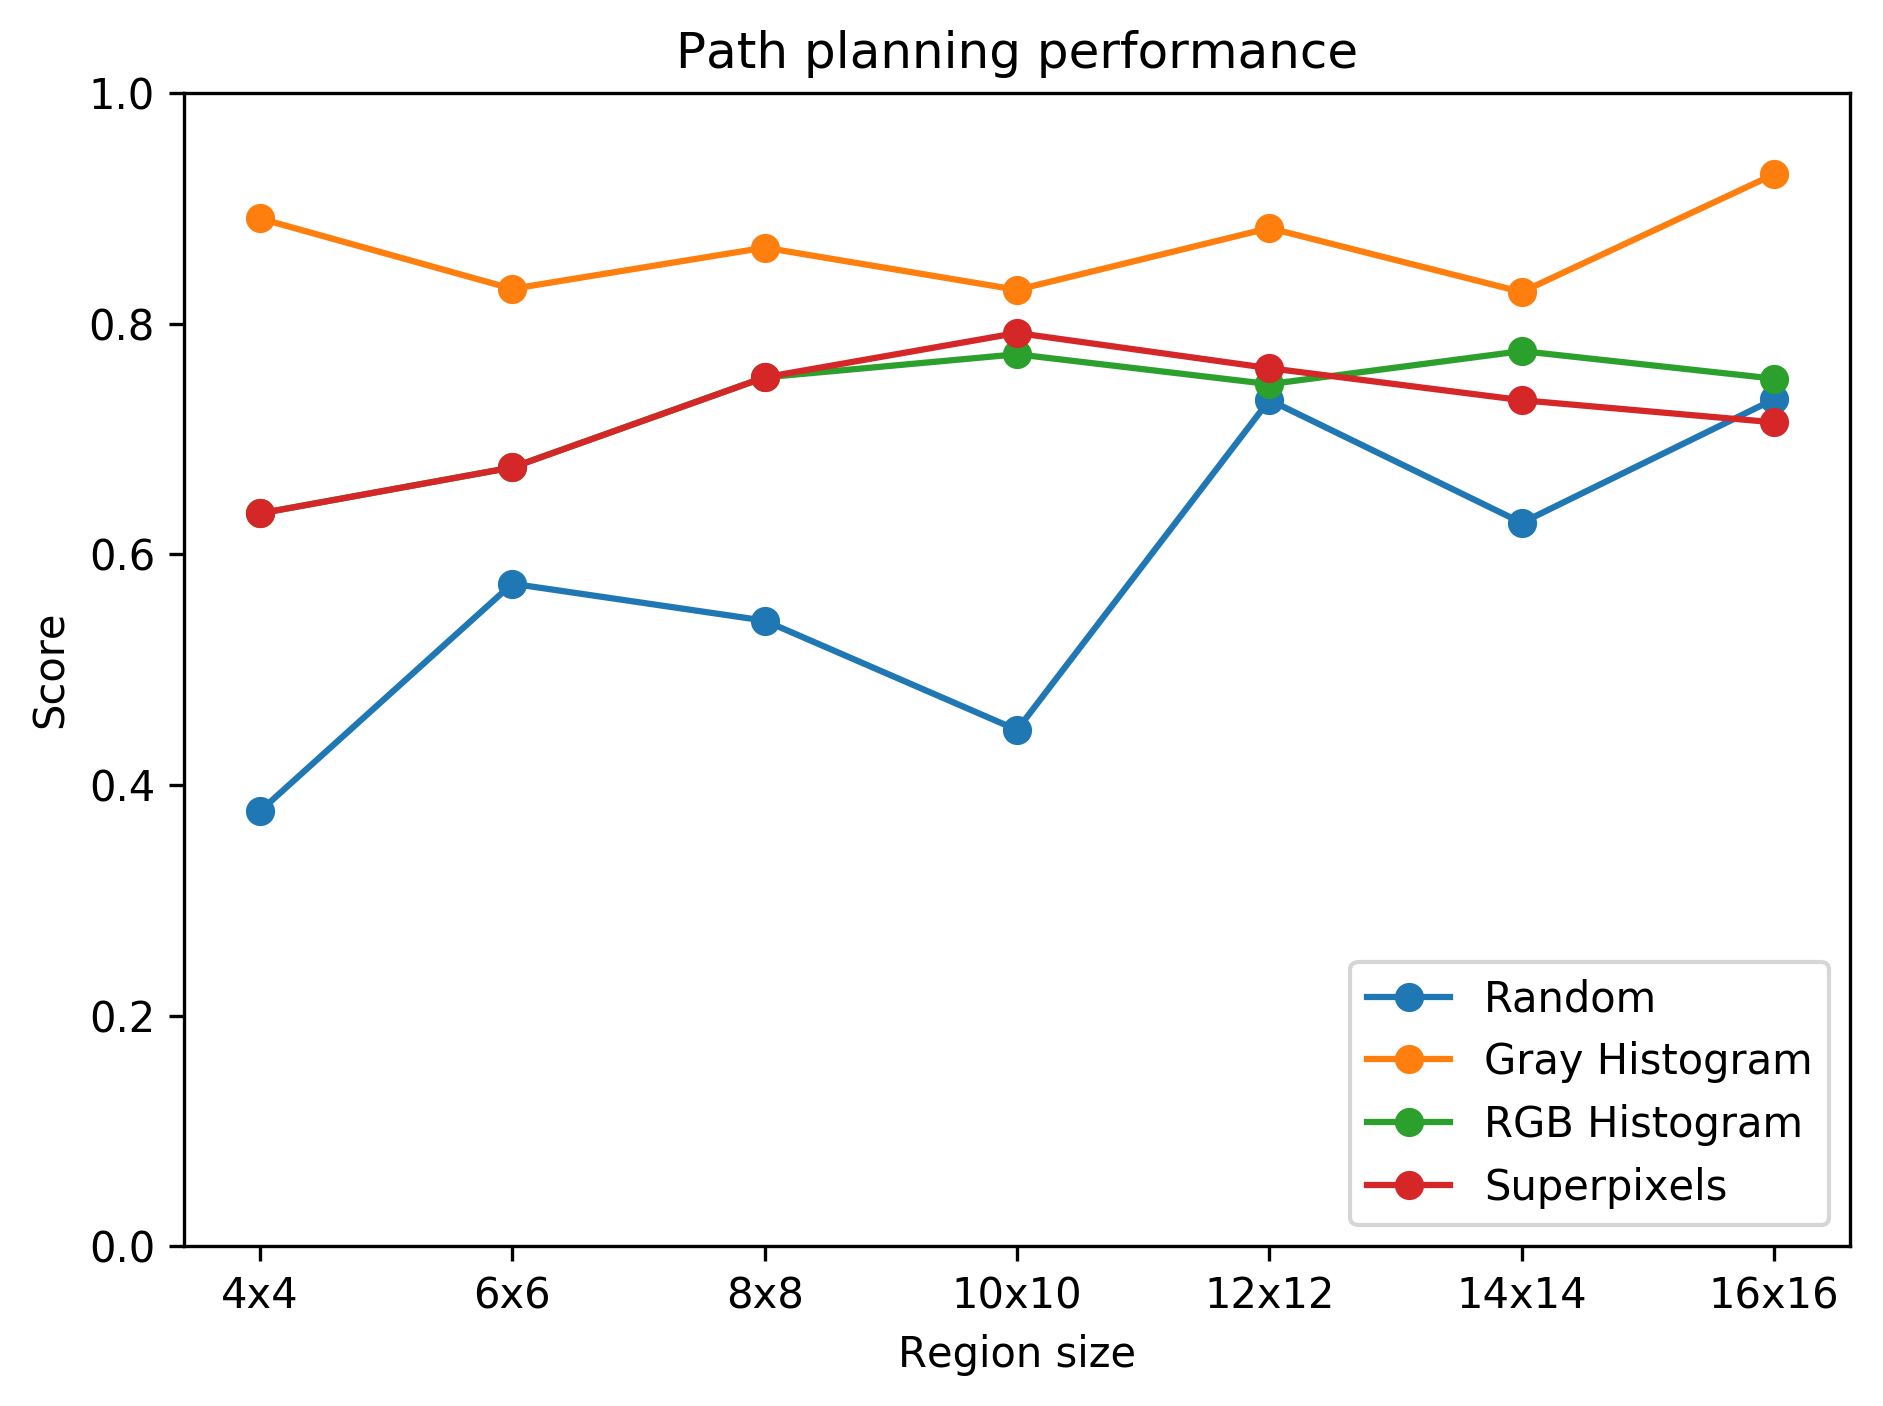 Path planning performance
1.0
0.8
0.6
0.4
0.2
0.0
Score
4x4 6x6 8x8 10x10 12x12 14x14 16x16
Region size
Random
Gray Histogram
RGB Histogram
Superpixels